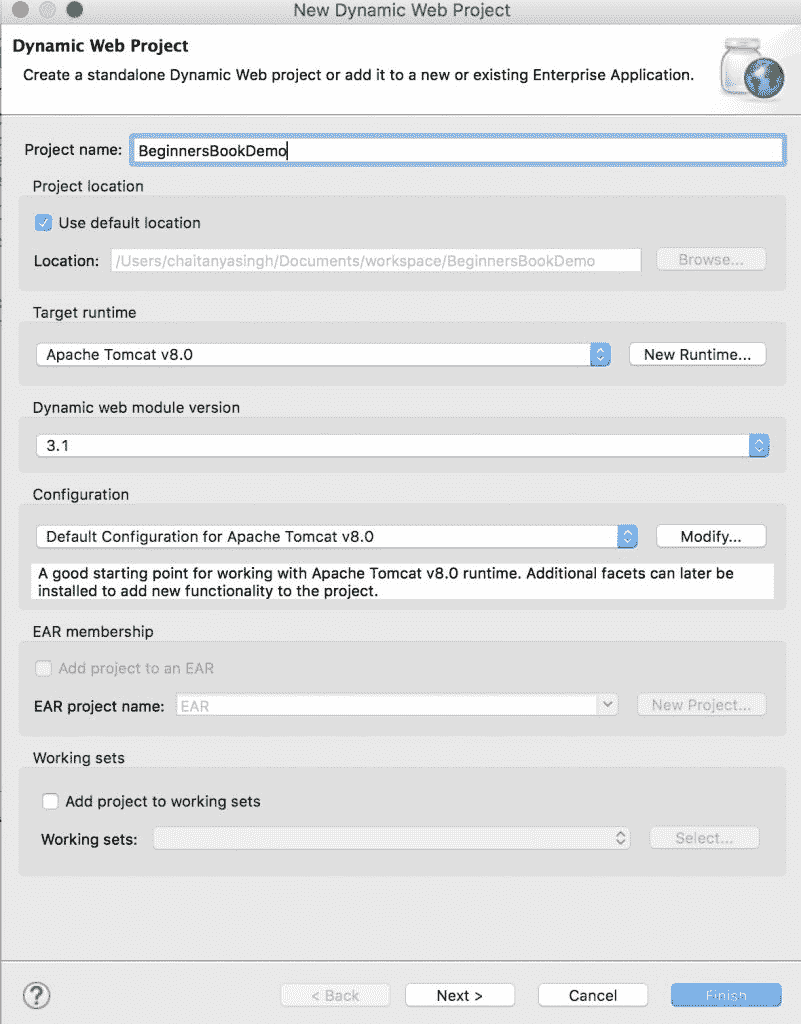 New Dynamic Web Project
Dynamic Web Project
Create a standalone Dynamic Web project or add it to a new or existing Enterprise Application.
Project name: BeginnersBookDemo
Project location
Use default location
Location: /Users/chaitanyasingh/Documents/workspace/BeginnersBookDemo Browse...
Target runtime
Apache Tomcat v8.0 New Runtime...
Dynamic web module version
3.1
Configuration
Default Configuration for Apache Tomcat v8.0 Modify...
A good starting point for working with Apache Tomcat v8.0 runtime. Additional facets can later be
installed to add new functionality to the project.
EAR membership
Add project to an EAR
EAR project name: EAR New Project...
Working sets
Add project to working sets
Working sets: Select...
? < Back Next > Cancel Finish